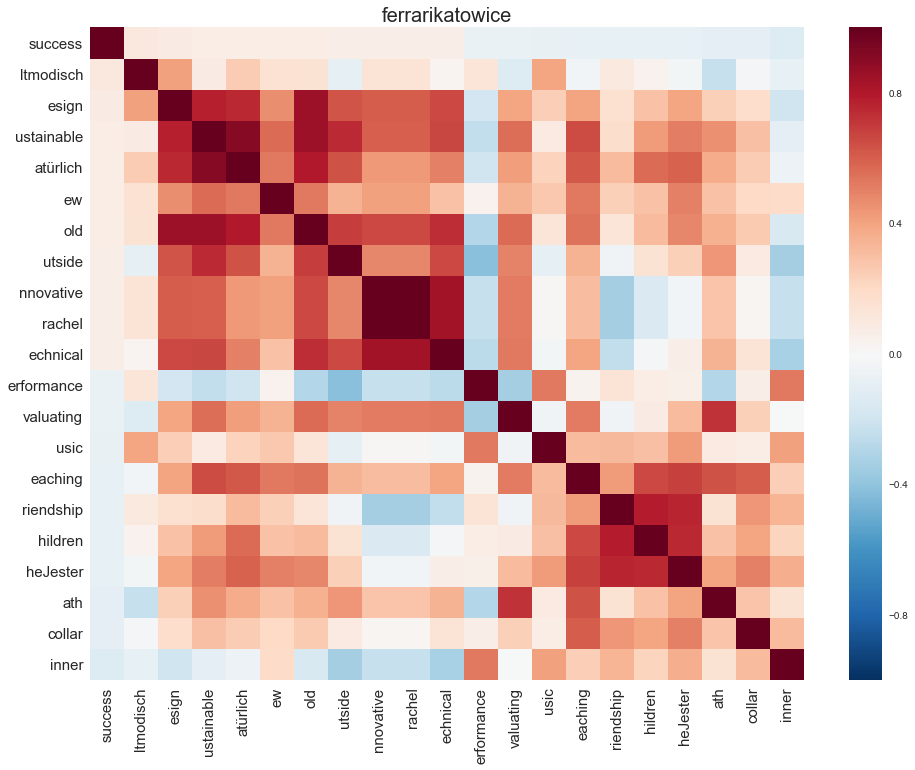 ferrarikatowice
success
ltmodisch
esign
ustainable
atürlich
ew
old
utside
nnovative
rachel
echnical
erformance
valuating
usic
eaching
riendship
hildren
heJester
ath
collar
inner
0.8
0.4
0.0
−0.4
−0.8
success
ltmodisch
esign
ustainable
atürlich
ew
old
utside
nnovative
rachel
echnical
erformance
valuating
usic
eaching
riendship
hildren
heJester
ath
collar
inner